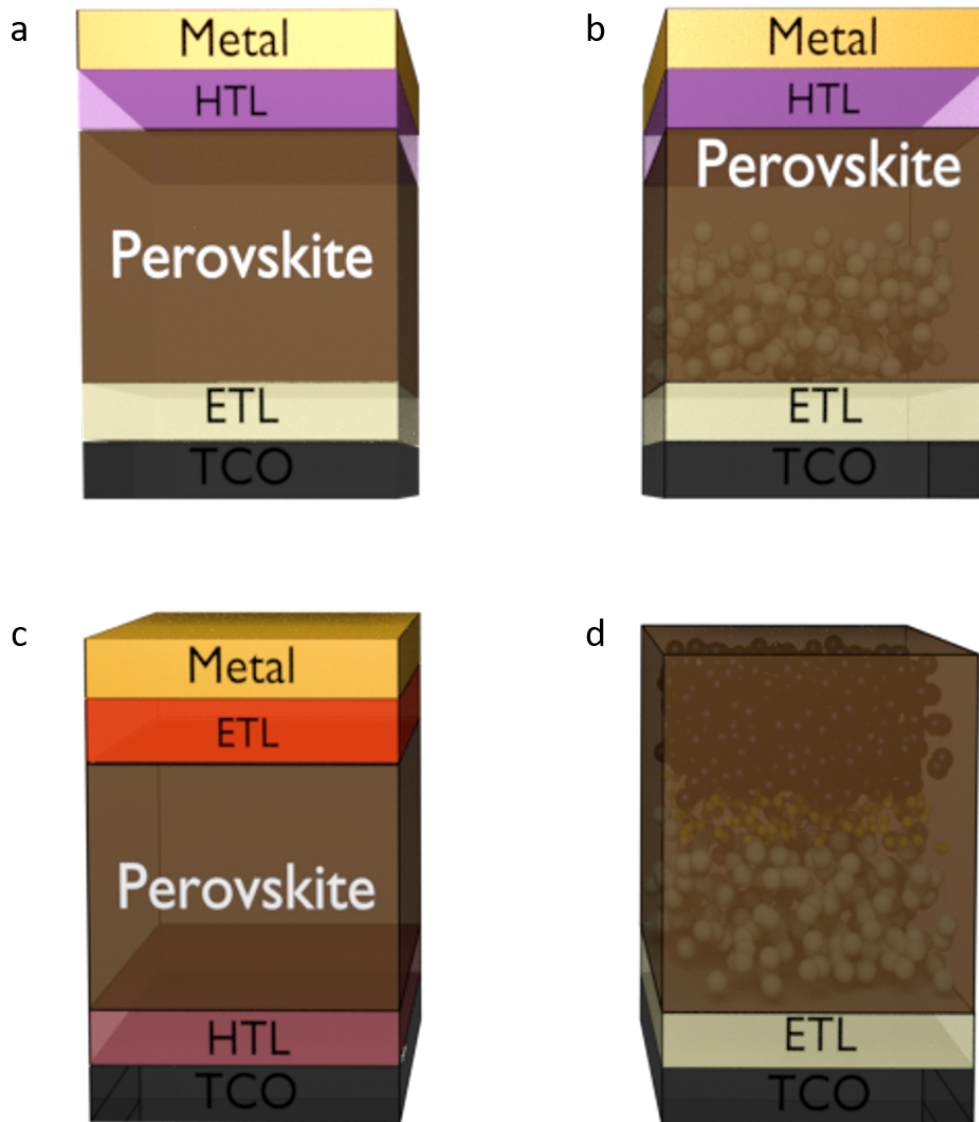 a
Metal
HTL
Perovskite
ETL
TCO
b
Metal
HTL
Perovskite
ETL
TCO
c
Metal
ETL
Perovskite
HTL
TCO
d
ETL
TCO